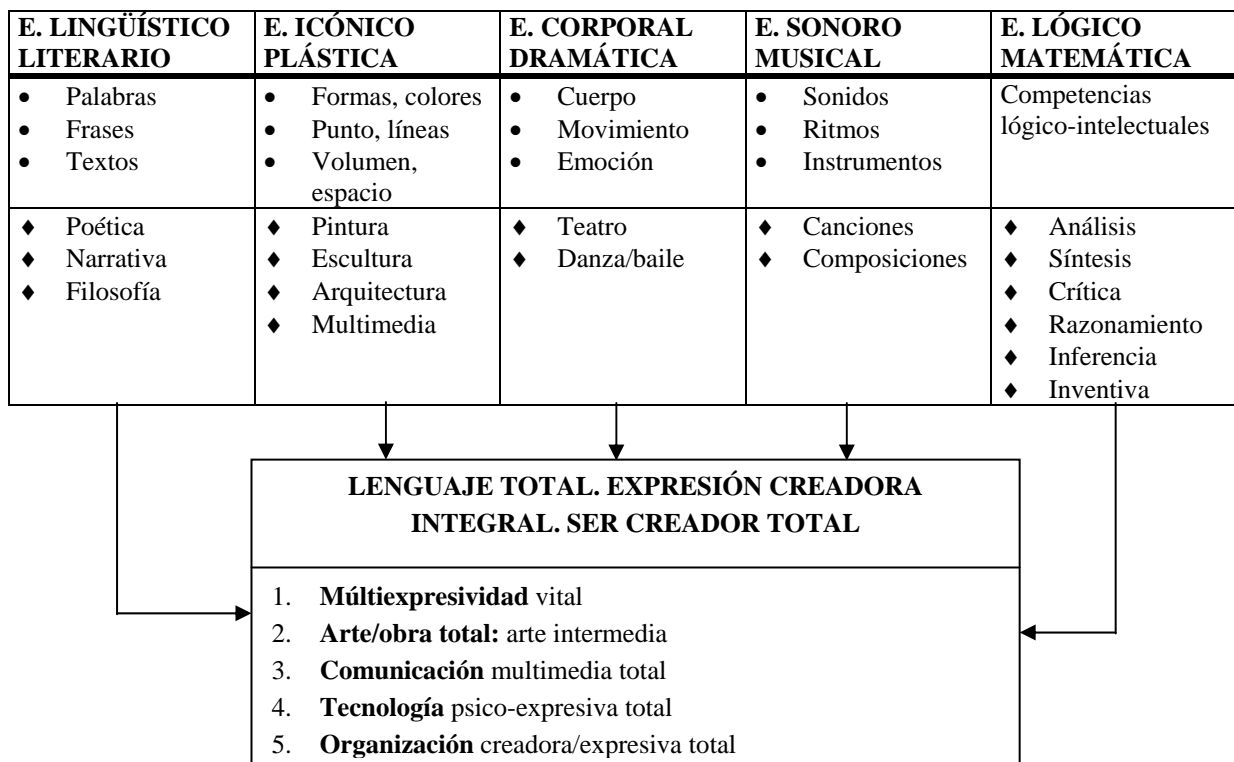 E. LINGÜÍSTICO LITERARIO
E. ICÓNICO PLÁSTICA
E. CORPORAL DRAMÁTICA
E. SONORO MUSICAL
E. LÓGICO MATEMÁTICA
• Palabras
• Frases
• Textos
• Formas, colores
• Punto, líneas
• Volumen, espacio
• Cuerpo
• Movimiento
• Emoción
• Sonidos
• Ritmos
• Instrumentos
Competencias lógico-intelectuales
♦ Poética
♦ Narrativa
♦ Filosofía
♦ Pintura
♦ Escultura
♦ Arquitectura
♦ Multimedia
♦ Teatro
♦ Danza/baile
♦ Canciones
♦ Composiciones
♦ Análisis
♦ Síntesis
♦ Crítica
♦ Razonamiento
♦ Inferencia
♦ Inventiva
LENGUAJE TOTAL. EXPRESIÓN CREADORA
INTEGRAL. SER CREADOR TOTAL
1. Múltiexpresividad vital
2. Arte/obra total: arte intermedia
3. Comunicación multimedia total
4. Tecnología psico-expresiva total
5. Organización creadora/expresiva total